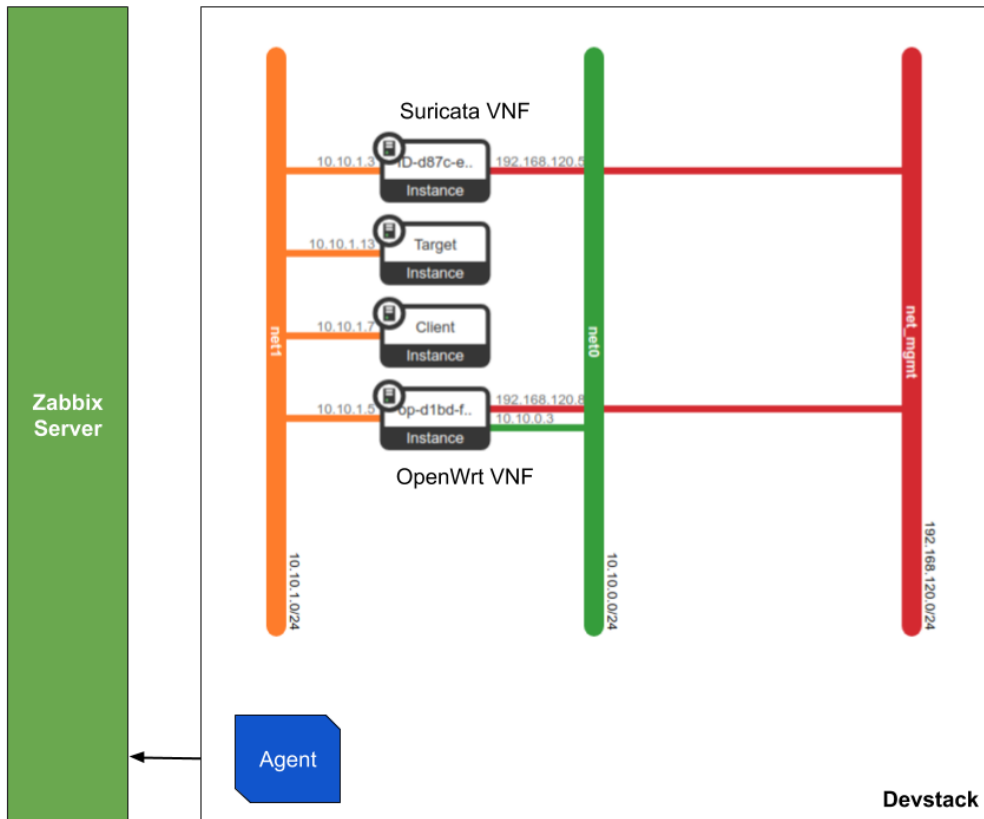 Zabbix
Server
Suricata VNF
10.10.1.3
ID-d87c-e..
192.168.120.5
Instance
10.10.1.13
Target
Instance
net1
net0
net_mgmt
10.10.1.7
Client
Instance
10.10.1.5
op-d1bd-f..
192.168.120.8
10.10.0.3
Instance
OpenWrt VNF
10.10.1.0/24
10.10.0.0/24
192.168.120.0/24
Agent
Devstack